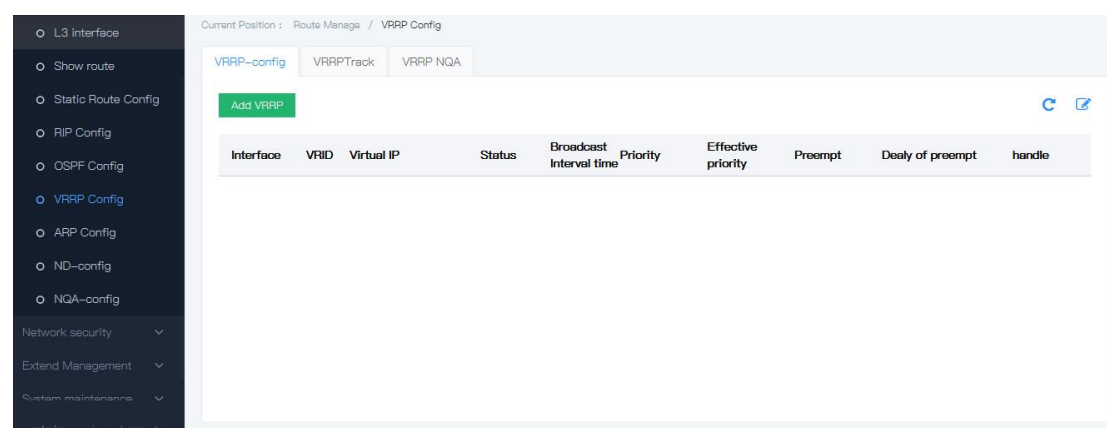 L3 interface
Show route
Static Route Config
RIP Config
OSPF Config
VRRP Config
ARP Config
ND-config
NQA-config
Network security
Extend Management
System maintenance
Current Position : Route Manage / VRRP Config
VRRP-config VRRPTrack VRRP NQA
Add VRRP
Interface VRID Virtual IP Status Broadcast Interval time Priority Effective priority Preempt Dealy of preempt handle